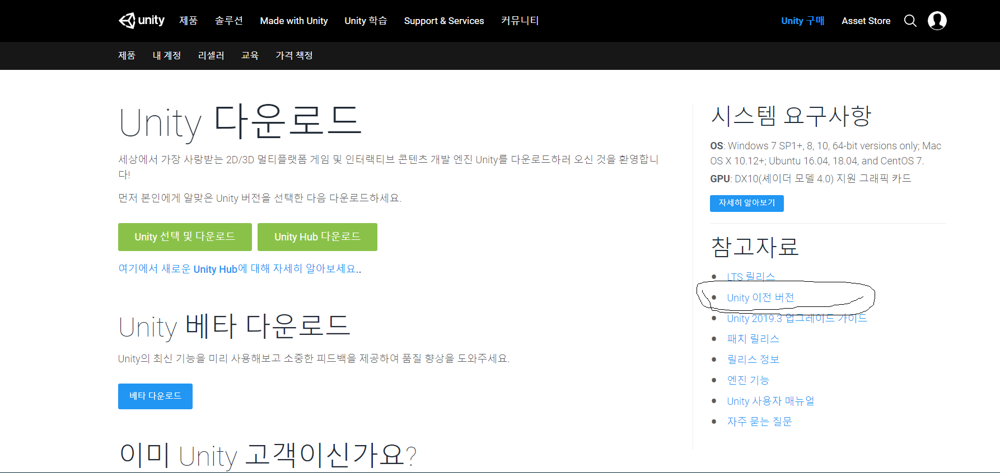 unity 제품 솔루션 Made with Unity Unity 학습 Support & Services 커뮤니티 Unity 구매 Asset Store
제품 내 계정 리셀러 교육 가격 책정
Unity 다운로드
세상에서 가장 사랑받는 2D/3D 멀티플랫폼 게임 및 인터랙티브 콘텐츠 개발 엔진 Unity를 다운로드하러 오신 것을 환영합니
다!
먼저 본인에게 알맞은 Unity 버전을 선택한 다음 다운로드하세요.
Unity 선택 및 다운로드 Unity Hub 다운로드
여기에서 새로운 Unity Hub에 대해 자세히 알아보세요..
Unity 베타 다운로드
Unity의 최신 기능을 미리 사용해보고 소중한 피드백을 제공하여 품질 향상을 도와주세요.
베타 다운로드
이미 Unity 고객이신가요?
시스템 요구사항
OS: Windows 7 SP1+, 8, 10, 64-bit versions only; Mac
OS X 10.12+; Ubuntu 16.04, 18.04, and CentOS 7.
GPU: DX10(셰이더 모델 4.0) 지원 그래픽 카드
자세히 알아보기
참고자료
LTS 릴리스
Unity 이전 버전
Unity 2019.3 업그레이드 가이드
패치 릴리스
릴리스 정보
엔진 기능
Unity 사용자 매뉴얼
자주 묻는 질문